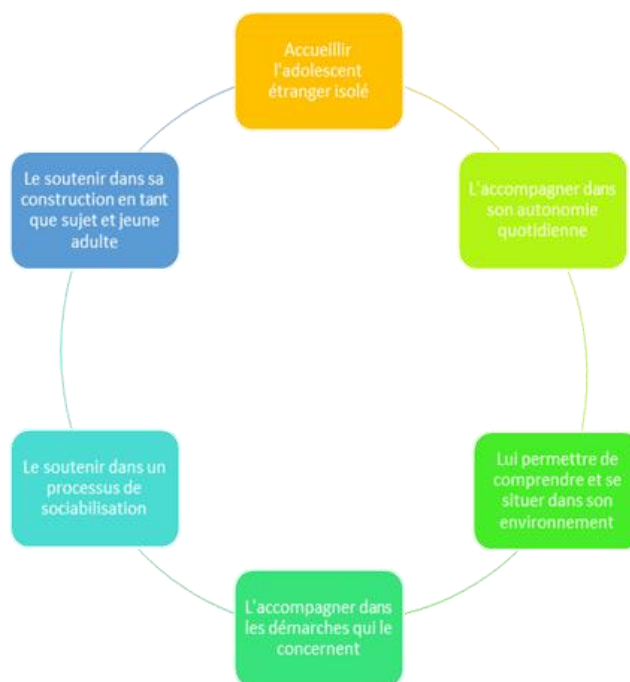 Accueillir
l'adolescent
étranger isolé
L'accompagner dans
son autonomie
quotidienne
Lui permettre de
comprendre et se
situer dans son
environnement
L'accompagner dans
les démarches qui le
concernent
Le soutenir dans un
processus de
sociabilisation
Le soutenir dans sa
construction en tant
que sujet et jeune
adulte